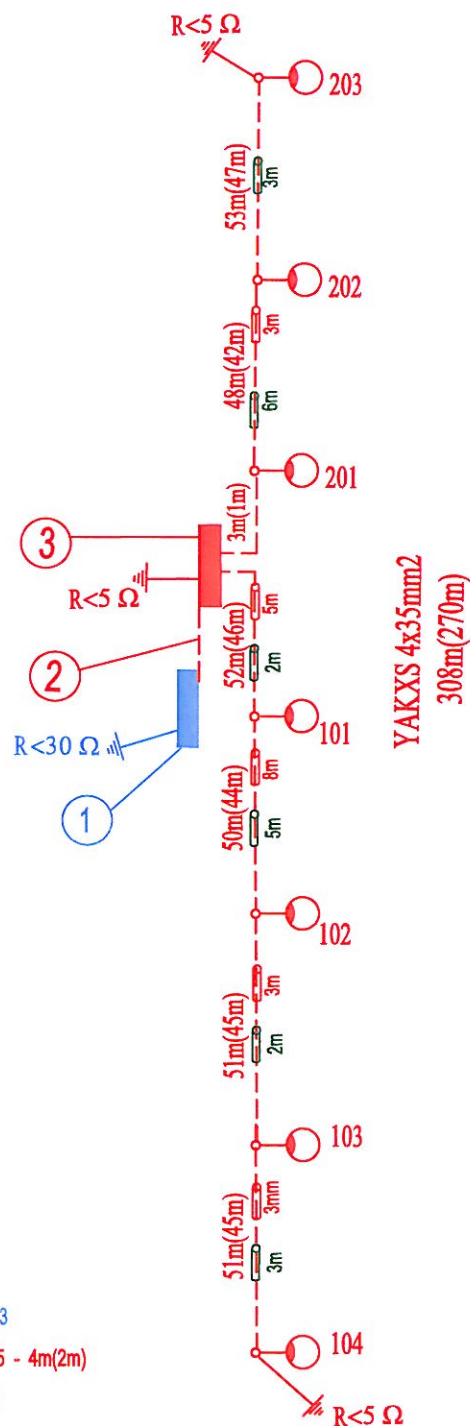 R<5 Ω
203
53m(47m)
3m
202
48m(42m)
3m
6m
201
3m(1m)
3
R<5 Ω
2
52m(46m)
5m
2m
R<30 Ω
1
101
50m(44m)
8m
5m
102
51m(45m)
3m
2m
103
51m(45m)
3mm
3m
104
R<5 Ω
YAKXS 4x35mm2
308m(270m)
3
5 - 4m(2m)